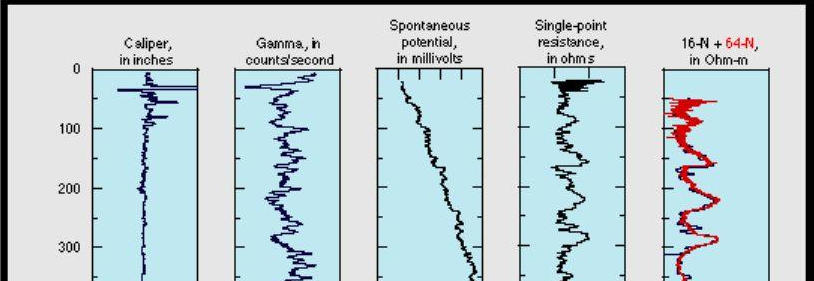 Caliper,
in inches
Gamma, in
counts/second
Spontaneous
potential,
in millivolts
Single-point
resistance,
in ohms
16-N + 64-N,
in Ohm-m
0
100
200
300